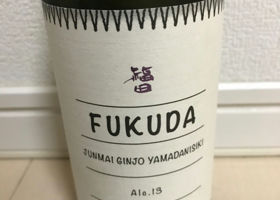 福田
FUKUDA
JUNMAI GINJO YAMADANISIKI
Alc.13